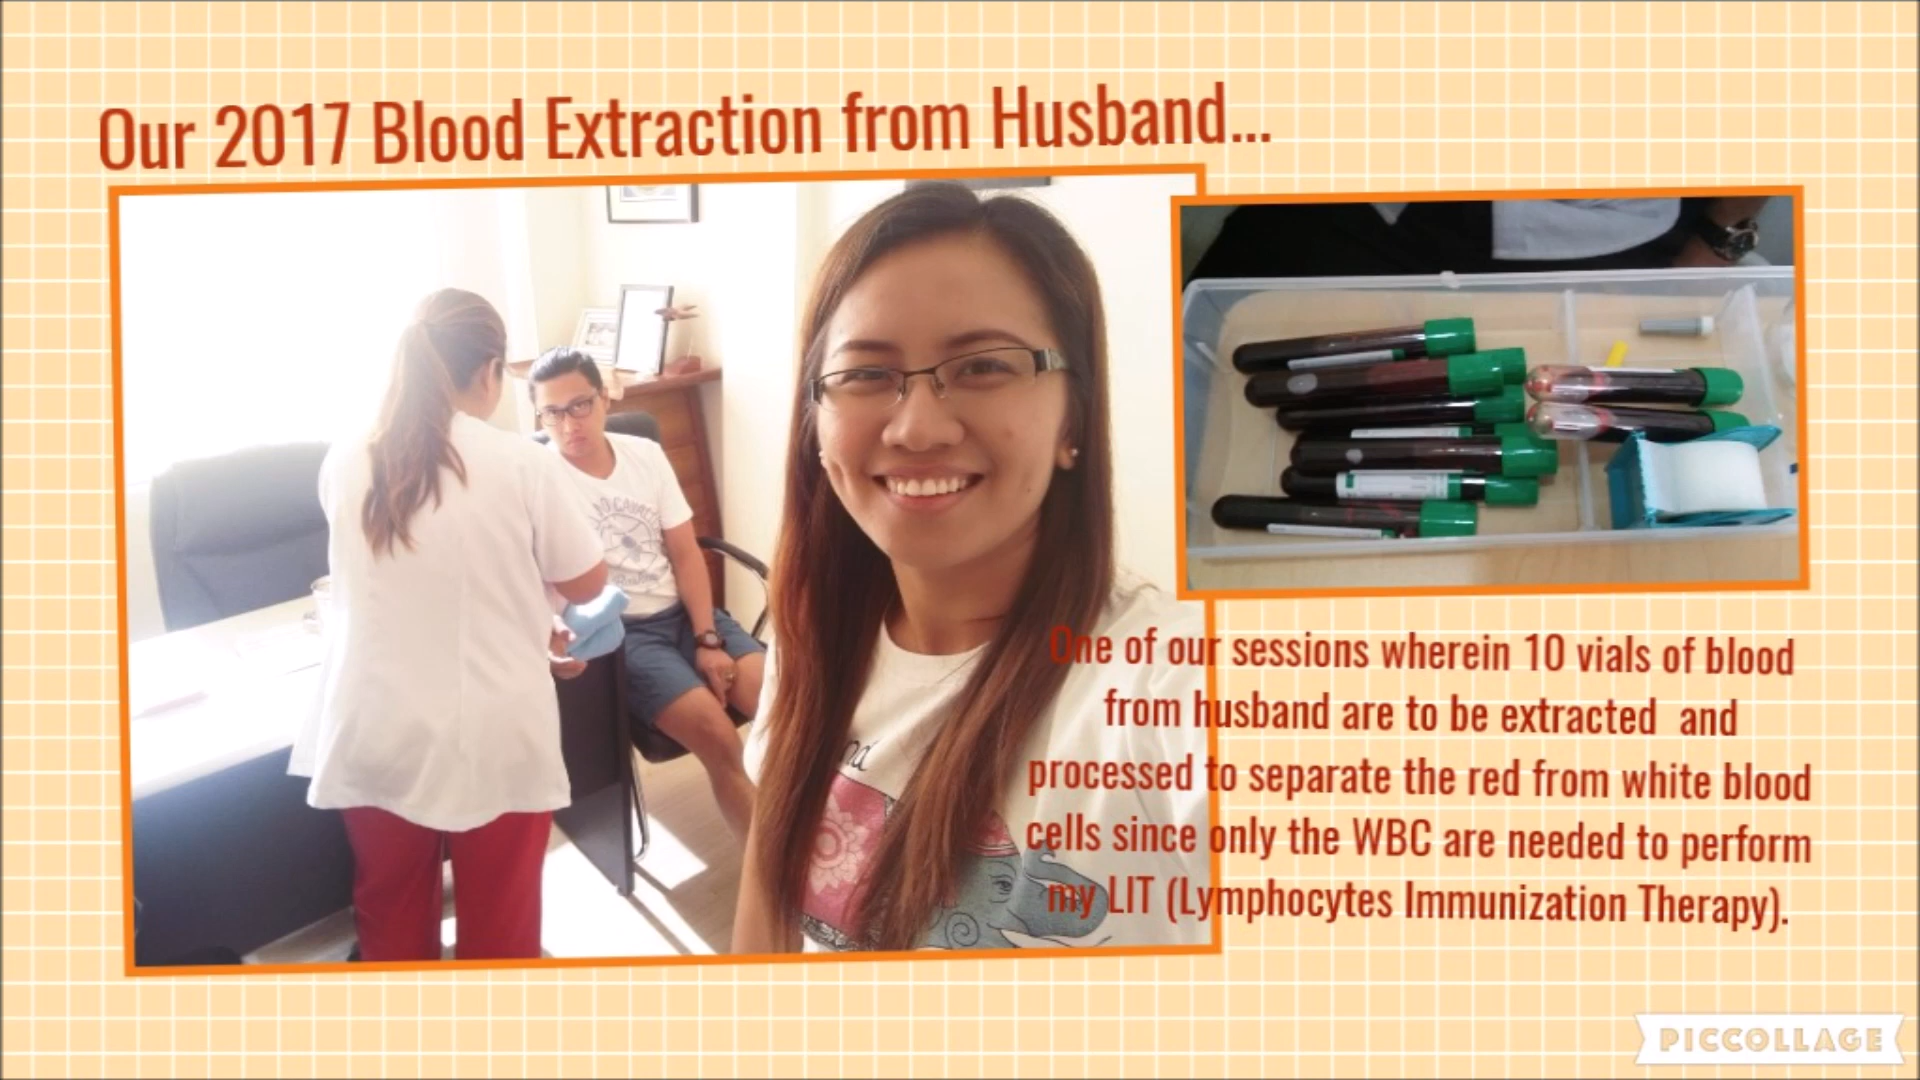 Our 2017 Blood Extraction from Husband...
One of our sessions wherein 10 vials of blood
from husband are to be extracted and
processed to separate the red from white blood
cells since only the WBC are needed to perform
my LIT (Lymphocytes Immunization Therapy).
PICCOLLAGE